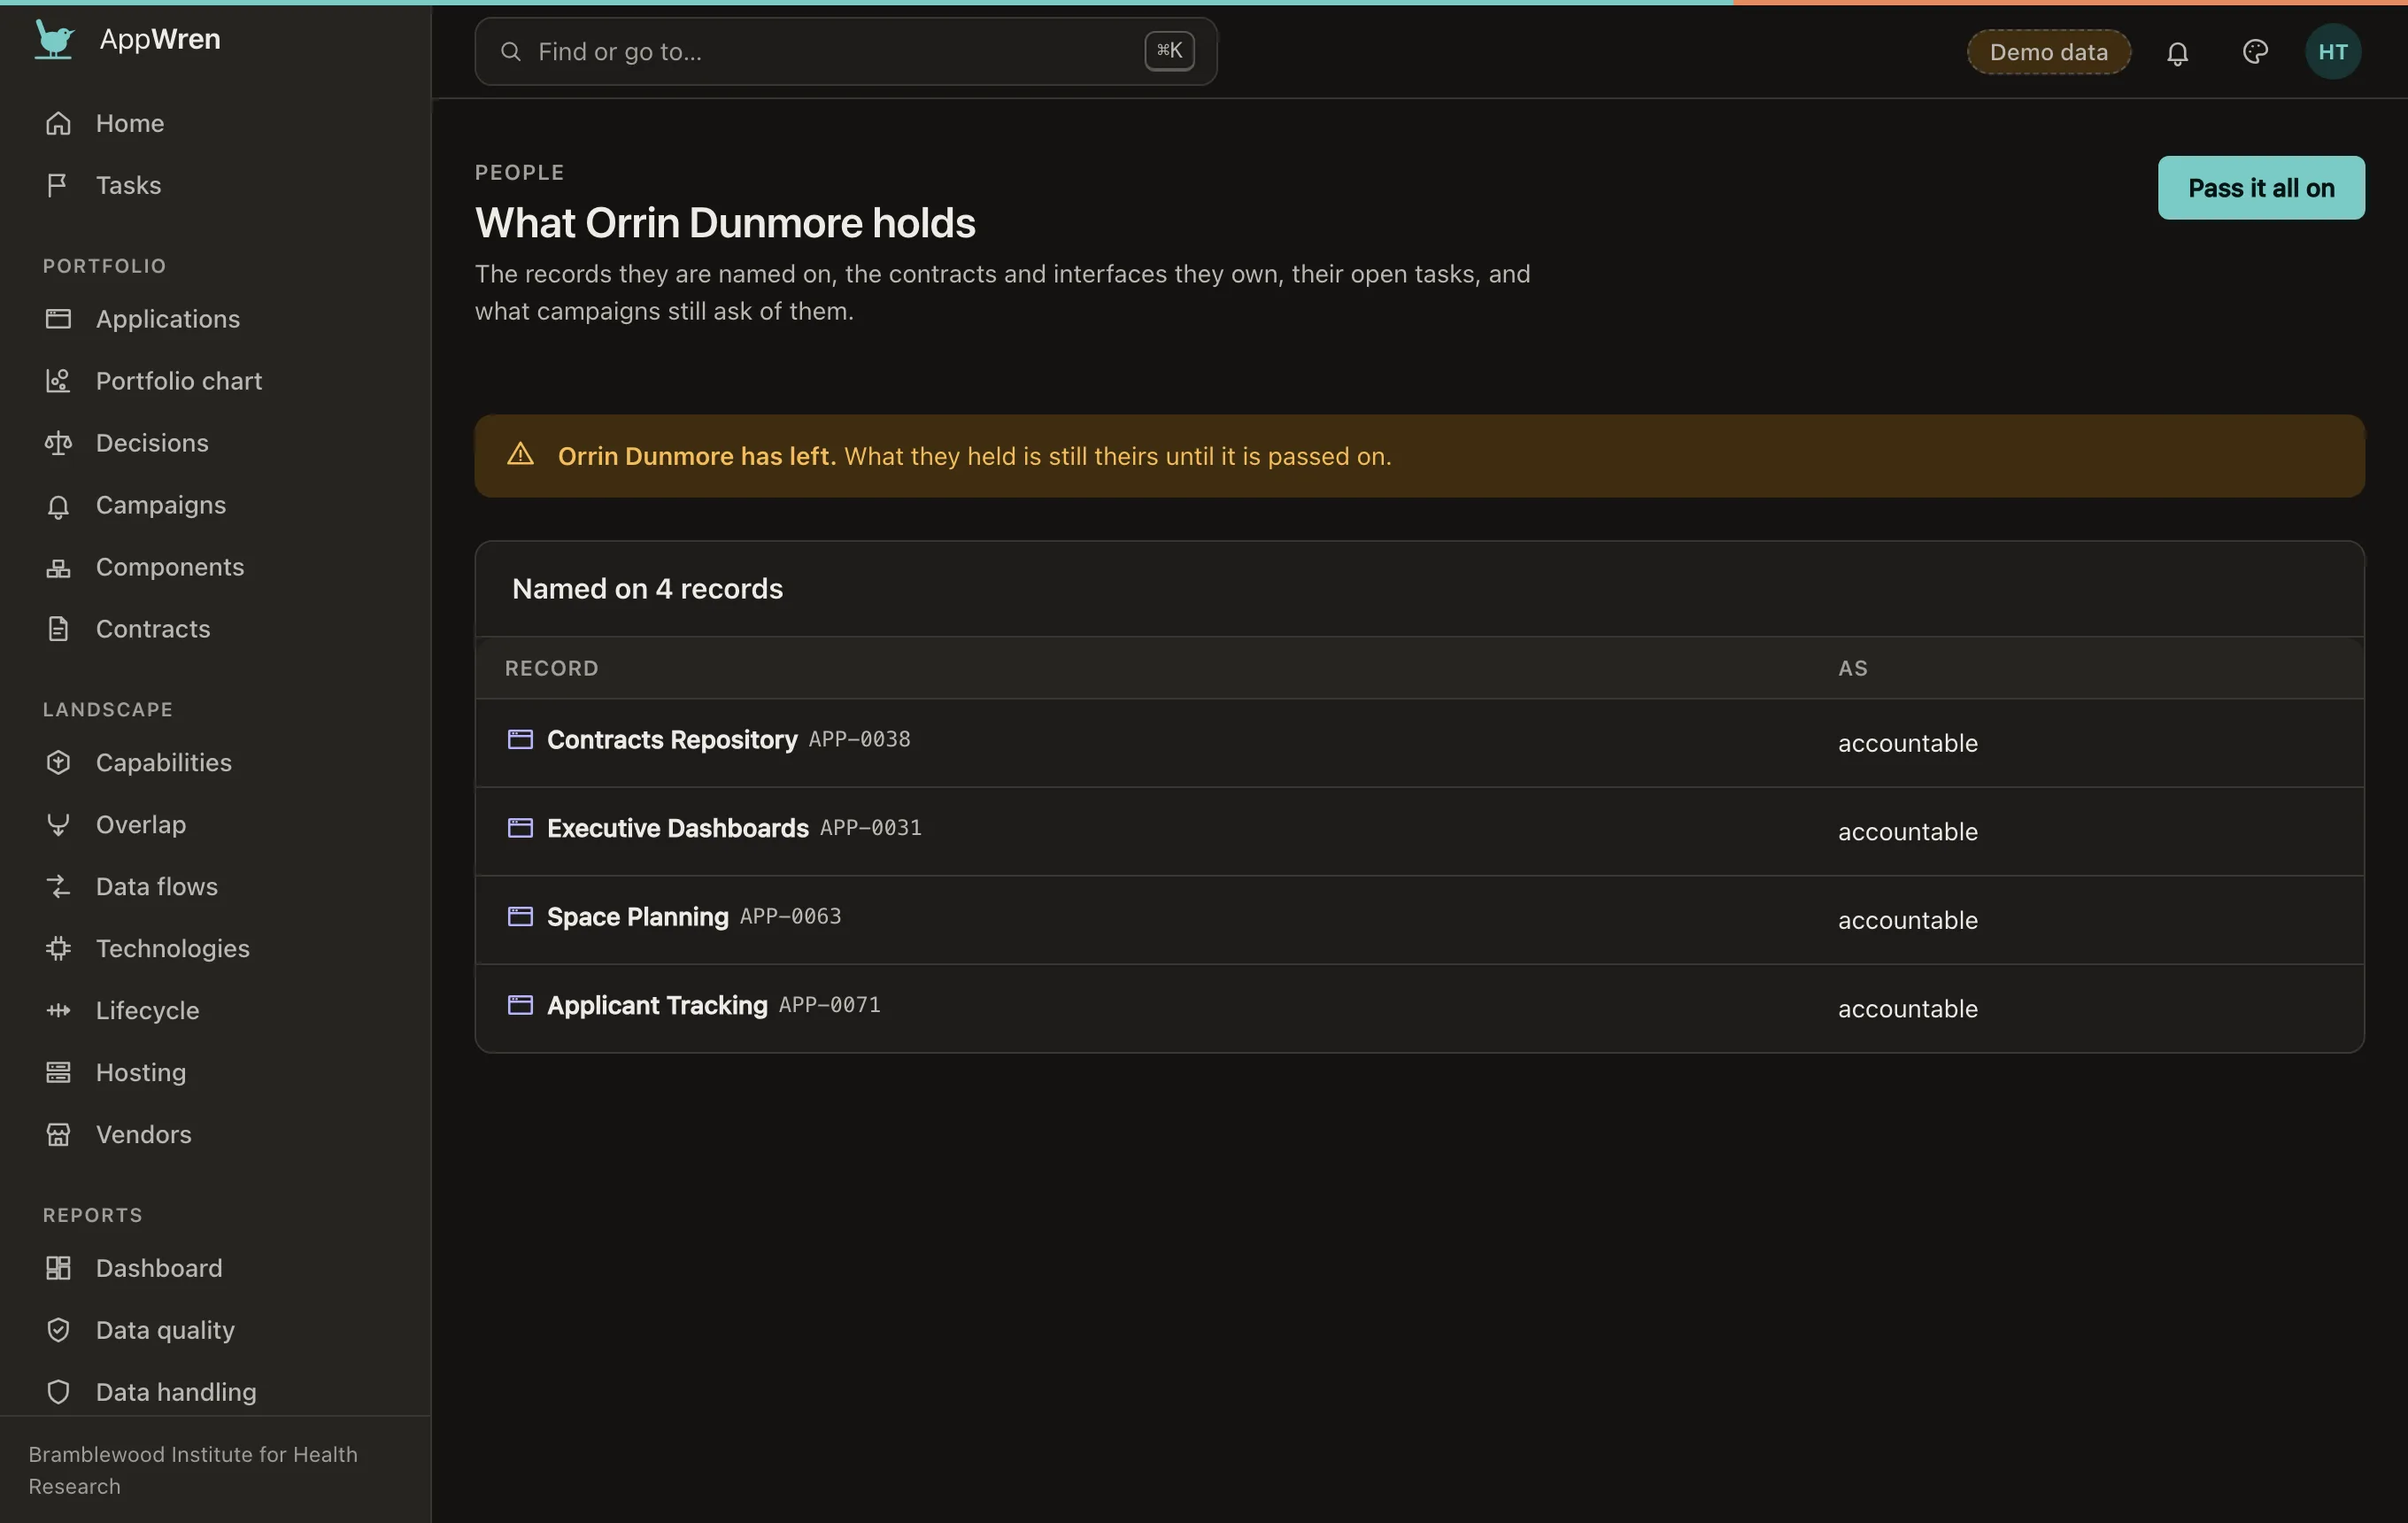 AppWren
Find or go to...
⌘K
Demo data
HT
Home
Tasks
PORTFOLIO
Applications
Portfolio chart
Decisions
Campaigns
Components
Contracts
LANDSCAPE
Capabilities
Overlap
Data flows
Technologies
Lifecycle
Hosting
Vendors
REPORTS
Dashboard
Data quality
Data handling
Bramblewood Institute for Health
Research
PEOPLE
What Orrin Dunmore holds
Pass it all on
The records they are named on, the contracts and interfaces they own, their open tasks, and
what campaigns still ask of them.
Orrin Dunmore has left. What they held is still theirs until it is passed on.
Named on 4 records
RECORD AS
Contracts Repository APP-0038 accountable
Executive Dashboards APP-0031 accountable
Space Planning APP-0063 accountable
Applicant Tracking APP-0071 accountable